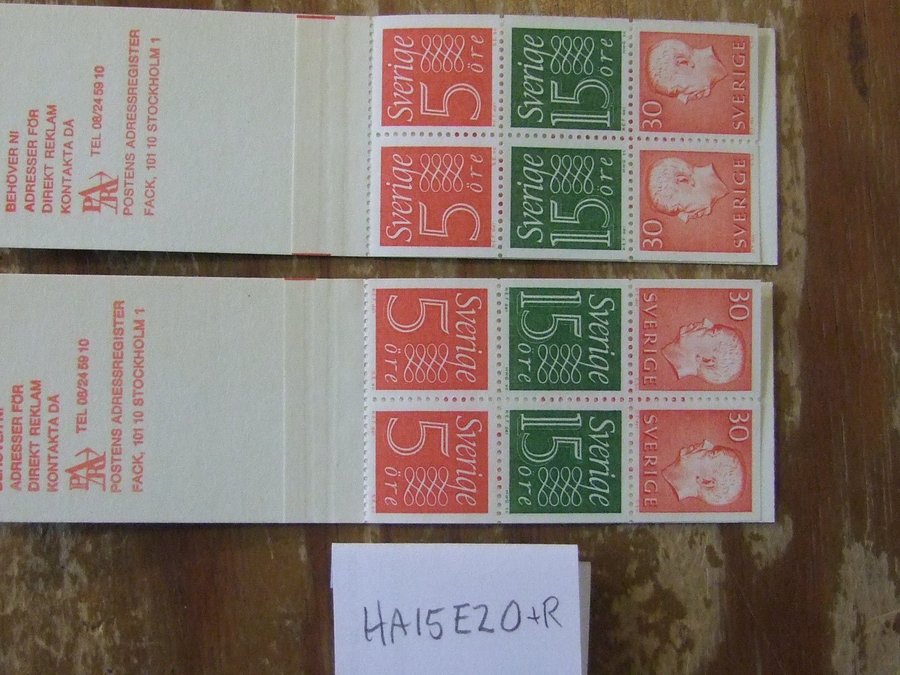 BEHÖVER NI
ADRESSER FÖR
DIREKT REKLAM
KONTAKTA DÅ
PAR TEL 08/24 59 10
POSTENS ADRESSREGISTER
FACK, 101 10 STOCKHOLM 1
Sverige
5 öre
Sverige
15 öre
30
SVERIGE
Sverige
5 öre
Sverige
15 öre
30
SVERIGE
ADRESSER FÖR
DIREKT REKLAM
KONTAKTA DÅ
PAR TEL 08/24 59 10
POSTENS ADRESSREGISTER
FACK, 101 10 STOCKHOLM 1
Sverige
5 öre
Sverige
15 öre
30
SVERIGE
Sverige
5 öre
Sverige
15 öre
30
SVERIGE
HA15E2O+R